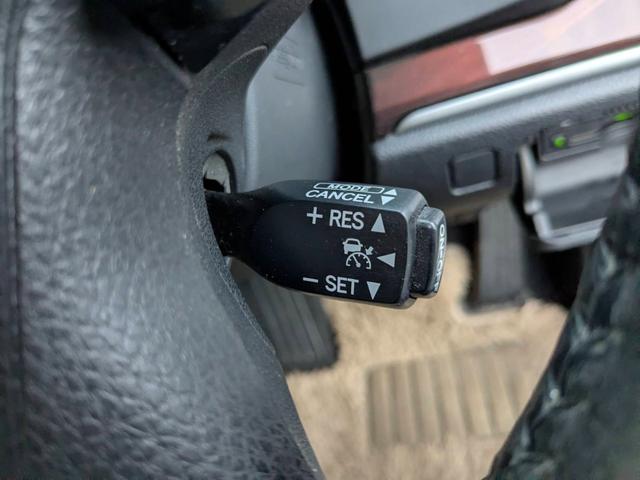 MODE
CANCEL
+ RES
- SET
ON-OFF